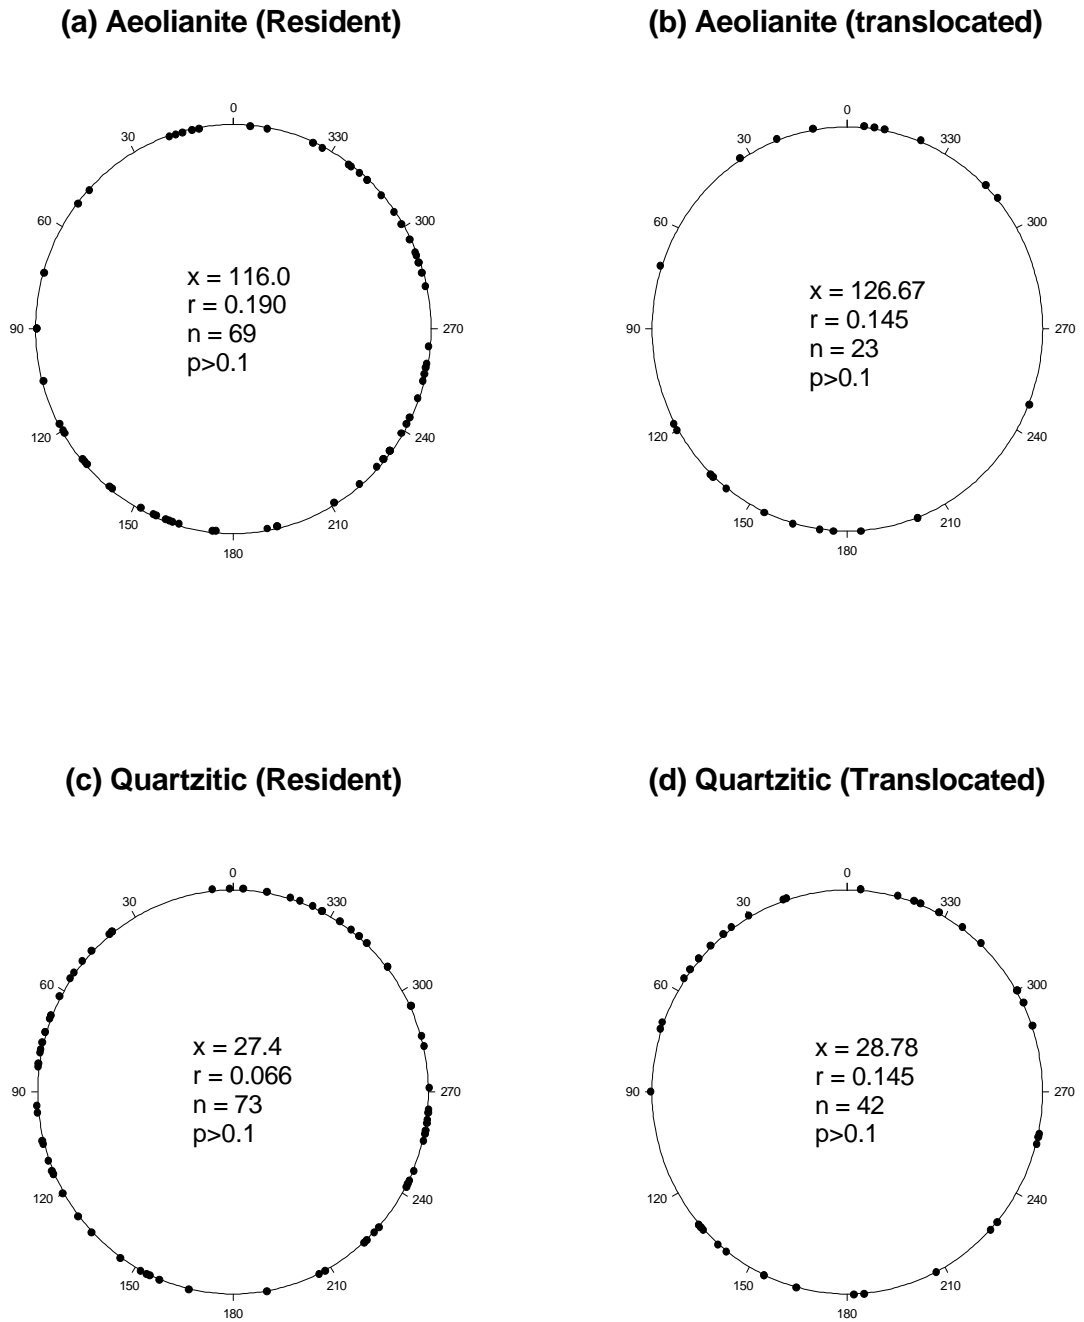 (a) Aeolianite (Resident)
(b) Aeolianite (translocated)
0
30
330
60
300
90
270
120
240
150
210
180
x = 116.0
r = 0.190
n = 69
p>0.1
0
30
330
60
300
90
270
120
240
150
210
180
x = 126.67
r = 0.145
n = 23
p>0.1
(c) Quartzitic (Resident)
(d) Quartzitic (Translocated)
0
30
330
60
300
90
270
120
240
150
210
180
x = 27.4
r = 0.066
n = 73
p>0.1
0
30
330
60
300
90
270
120
240
150
210
180
x = 28.78
r = 0.145
n = 42
p>0.1